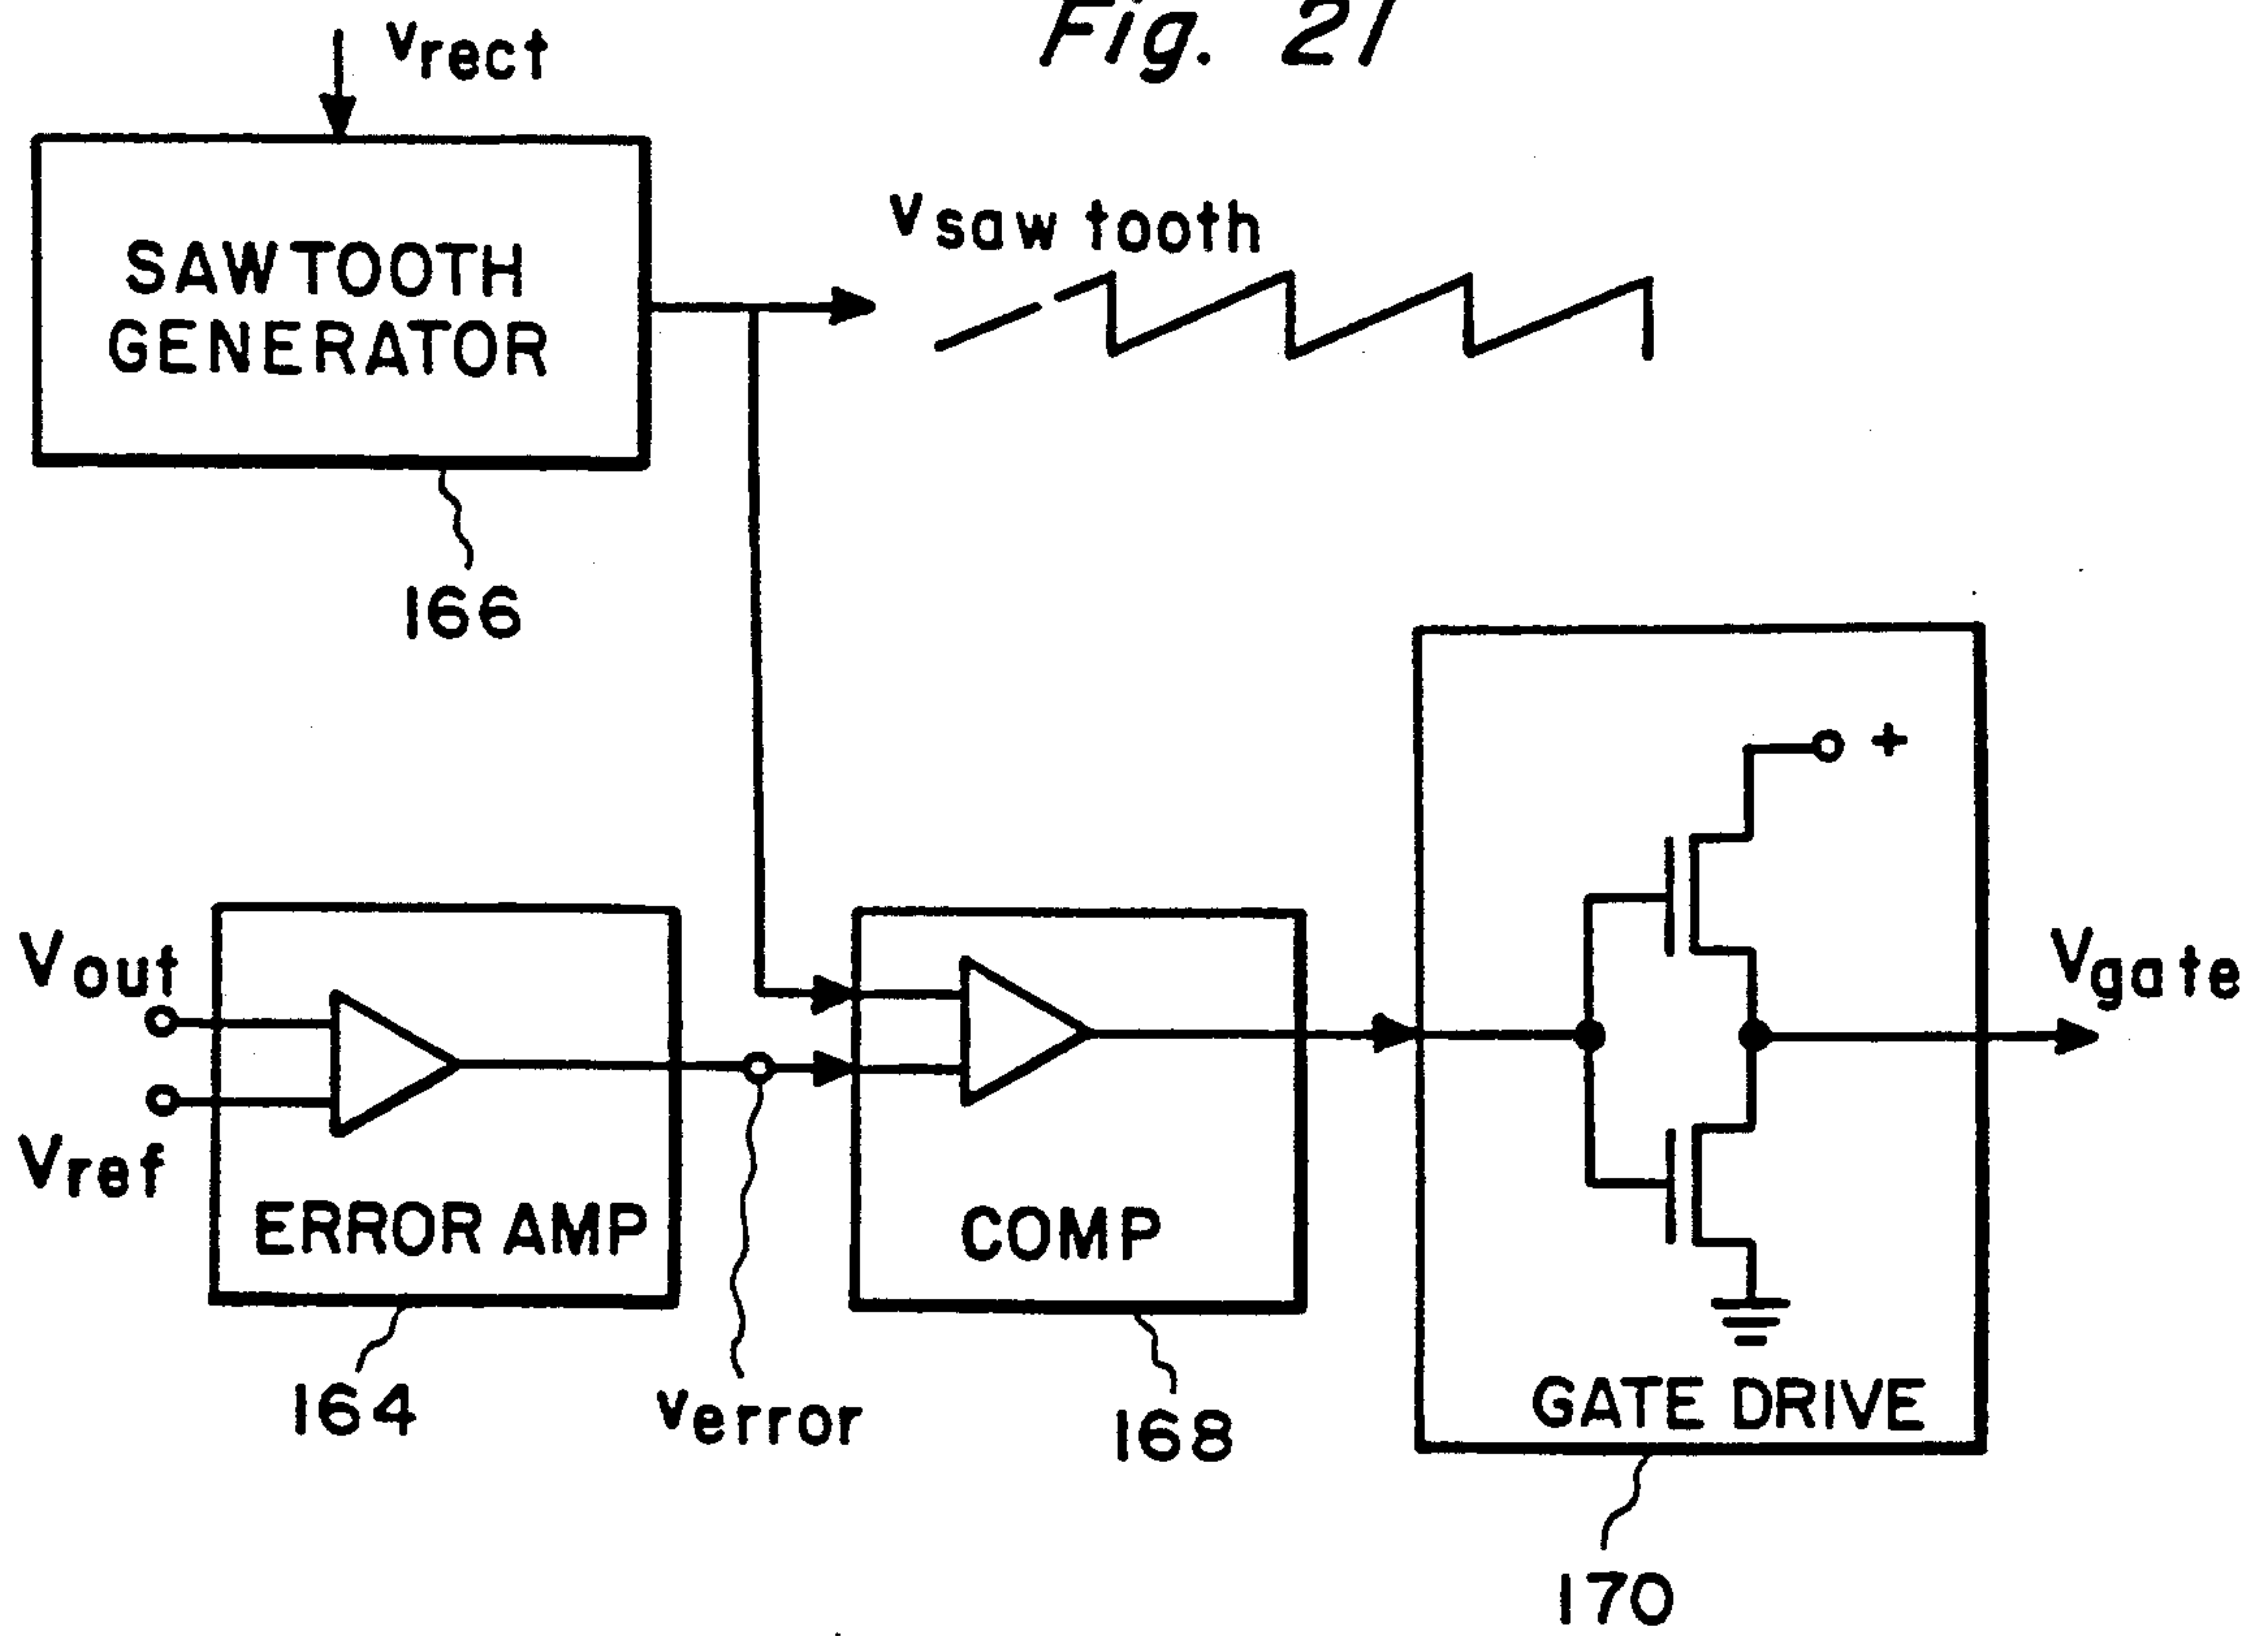 Fig. 21
vrect
SAWTOOTH
GENERATOR
vsaw tooth
166
+
Vout
Vref
ERROR AMP
COMP
Vgate
GATE DRIVE
164
verror
168
170